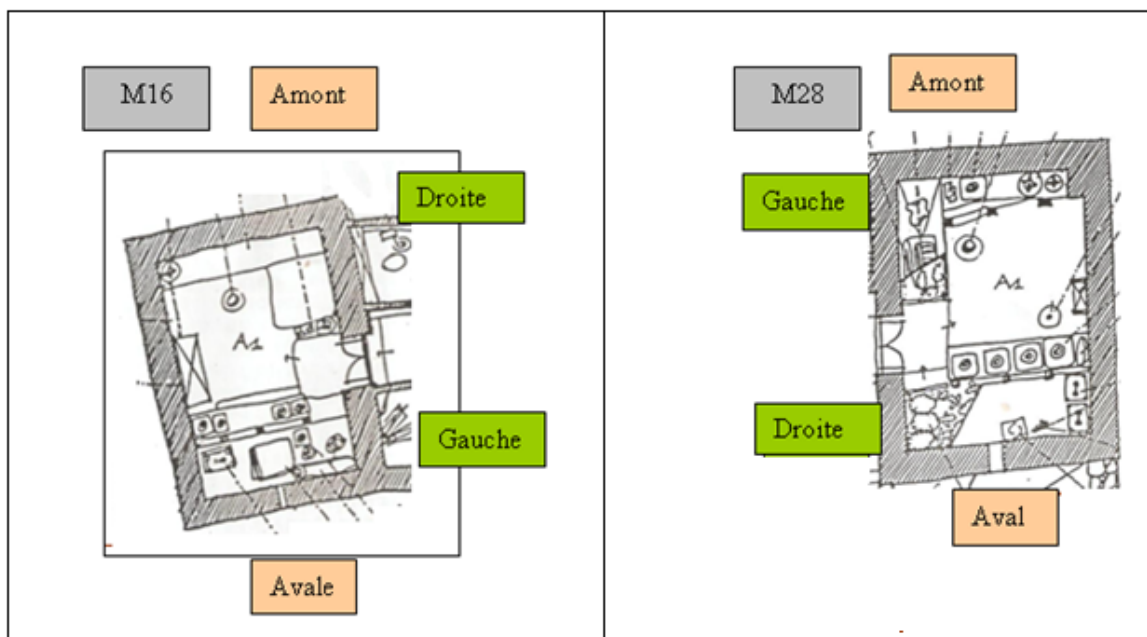 M16
Amont
Droite
A1
Gauche
Avale
M28
Amont
Gauche
A1
Droite
Aval